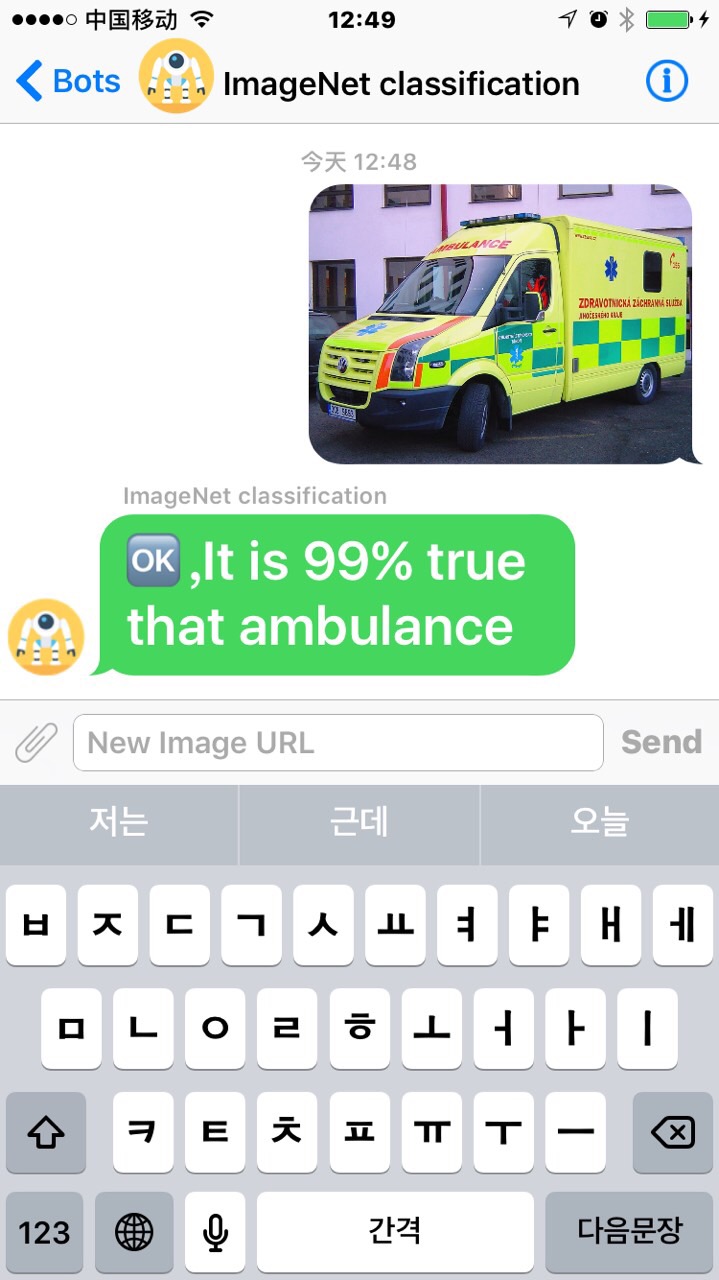 中国移动 12:49
Bots ImageNet classification
今天 12:48
AMBULANCE
155
ZDRAVOTNICKÁ ZÁCHRANNÁ SLUŽBA
JIHOČESKÉHO KRAJE
ImageNet classification
🆗,It is 99% true
that ambulance
New Image URL Send
저는 근데 오늘
ㅂ ㅈ ㄷ ㄱ ㅅ ㅛ ㅕ ㅑ ㅐ ㅔ
ㅁ ㄴ ㅇ ㄹ ㅎ ㅗ ㅓ ㅏ ㅣ
ㅋ ㅌ ㅊ ㅍ ㅠ ㅜ ㅡ
123 간격 다음문장